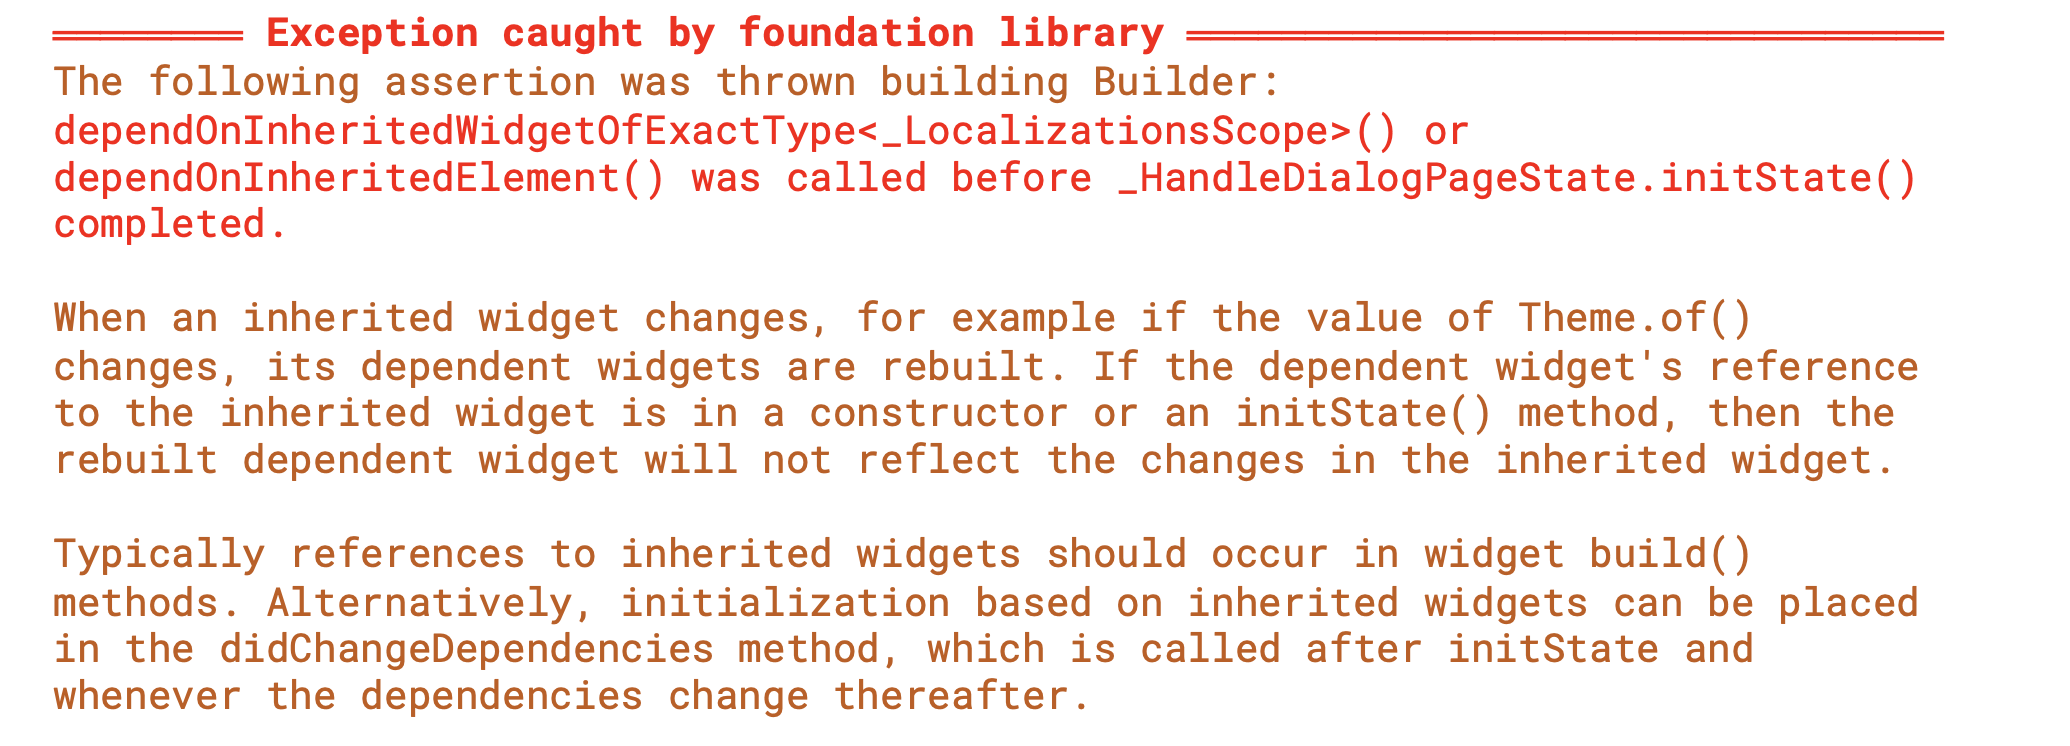 ════════ Exception caught by foundation library ════════════════════════════════
The following assertion was thrown building Builder:
dependOnInheritedWidgetOfExactType<_LocalizationsScope>() or
dependOnInheritedElement() was called before _HandleDialogPageState.initState()
completed.
When an inherited widget changes, for example if the value of Theme.of()
changes, its dependent widgets are rebuilt. If the dependent widget's reference
to the inherited widget is in a constructor or an initState() method, then the
rebuilt dependent widget will not reflect the changes in the inherited widget.
Typically references to inherited widgets should occur in widget build()
methods. Alternatively, initialization based on inherited widgets can be placed
in the didChangeDependencies method, which is called after initState and
whenever the dependencies change thereafter.